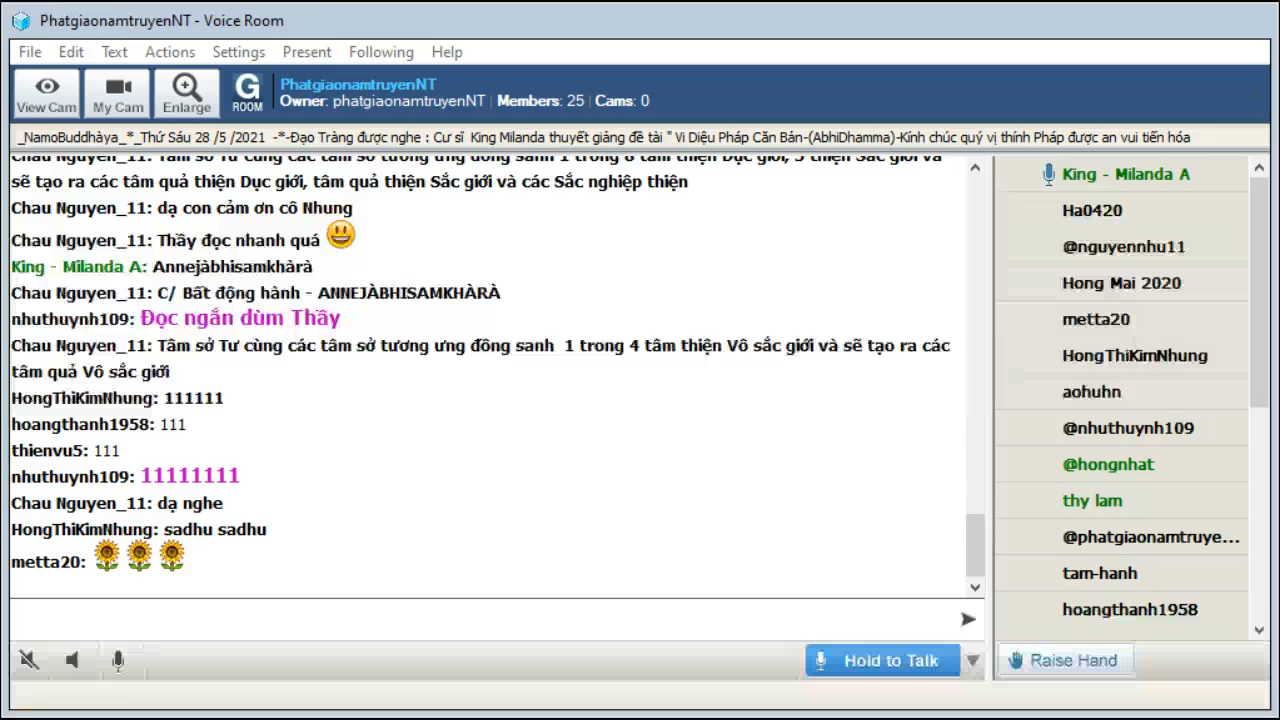 PhatgiaonamtruyenNT - Voice Room
File Edit Text Actions Settings Present Following Help
View Cam My Cam Enlarge G ROOM
PhatgiaonamtruyenNT
Owner: phatgiaonamtruyenNT | Members: 25 | Cams: 0
_NamoBuddhàya_*_Thứ Sáu 28 /5 /2021 -*-Đạo Tràng được nghe : Cư sĩ King Milanda thuyết giảng đề tài " Vi Diệu Pháp Căn Bản-(AbhiDhamma)-Kính chúc quý vị thính Pháp được an vui tiến hóa
Chau Nguyen_11: Tâm sở Tư cùng các tâm sở tương ưng đồng sanh 1 trong 8 tâm thiện Dục giới, 5 thiện Sắc giới và
sẽ tạo ra các tâm quả thiện Dục giới, tâm quả thiện Sắc giới và các Sắc nghiệp thiện
Chau Nguyen_11: dạ con cảm ơn cô Nhung
Chau Nguyen_11: Thầy đọc nhanh quá
King - Milanda A: Annejàbhisamkhàrà
Chau Nguyen_11: C/ Bất động hành - ANNEJÀBHISAMKHÀRÀ
nhuthuynh109: Đọc ngắn dùm Thầy
Chau Nguyen_11: Tâm sở Tư cùng các tâm sở tương ưng đồng sanh 1 trong 4 tâm thiện Vô sắc giới và sẽ tạo ra các
tâm quả Vô sắc giới
HongThiKimNhung: 111111
hoangthanh1958: 111
thienvu5: 111
nhuthuynh109: 11111111
Chau Nguyen_11: dạ nghe
HongThiKimNhung: sadhu sadhu
metta20:
King - Milanda A
Ha0420
@nguyennhu11
Hong Mai 2020
metta20
HongThiKimNhung
aohuhn
@nhuthuynh109
@hongnhat
thy lam
@phatgiaonamtruye...
tam-hanh
hoangthanh1958
Hold to Talk
Raise Hand